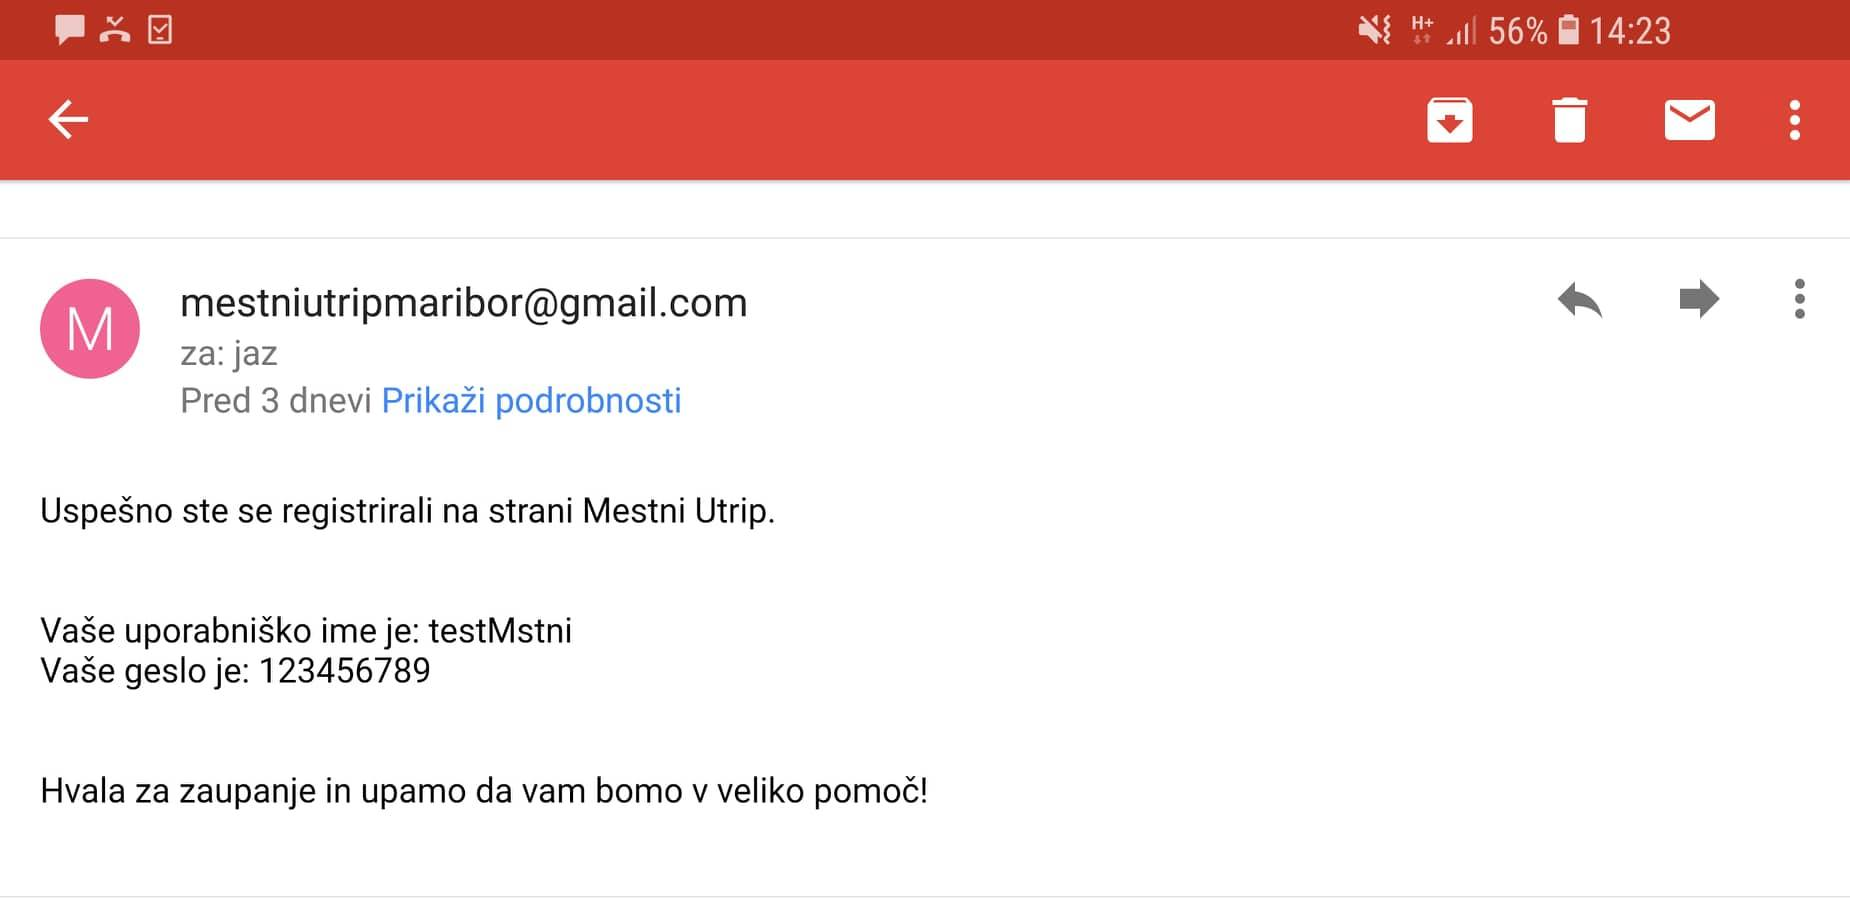 H+ 56% 14:23
M
mestniutripmaribor@gmail.com
za: jaz
Pred 3 dnevi Prikaži podrobnosti
Uspešno ste se registrirali na strani Mestni Utrip.
Vaše uporabniško ime je: testMstni
Vaše geslo je: 123456789
Hvala za zaupanje in upamo da vam bomo v veliko pomoč!